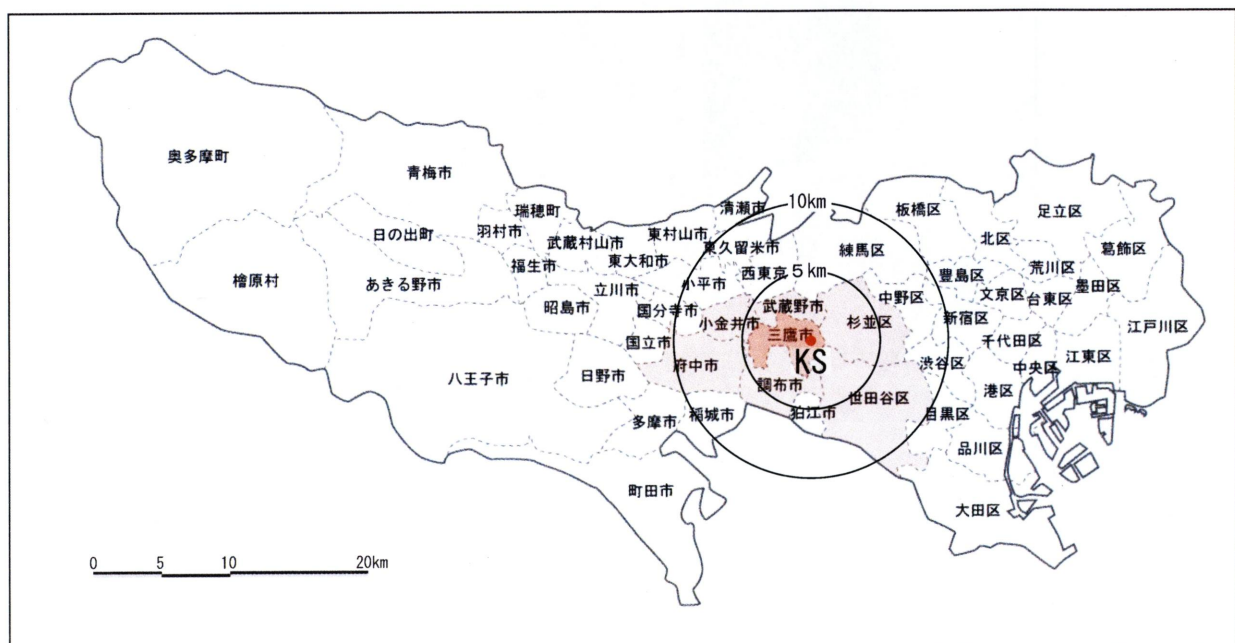 奥多摩町
青梅市
瑞穂町
羽村市
日の出町
檜原村
あきる野市
福生市
武蔵村山市
東大和市
東村山市
清瀬市
東久留米市
10km
板橋区
足立区
北区
葛飾区
練馬区
荒川区
豊島区
墨田区
西東京
5km
小平市
立川市
昭島市
国分寺市
小金井市
武蔵野市
杉並区
中野区
文京区
台東区
新宿区
江戸川区
千代田区
三鷹市
KS
国立市
府中市
八王子市
日野市
渋谷区
中央区
江東区
港区
調布市
世田谷区
目黒区
狛江市
稲城市
多摩市
品川区
町田市
大田区
0 5 10 20km